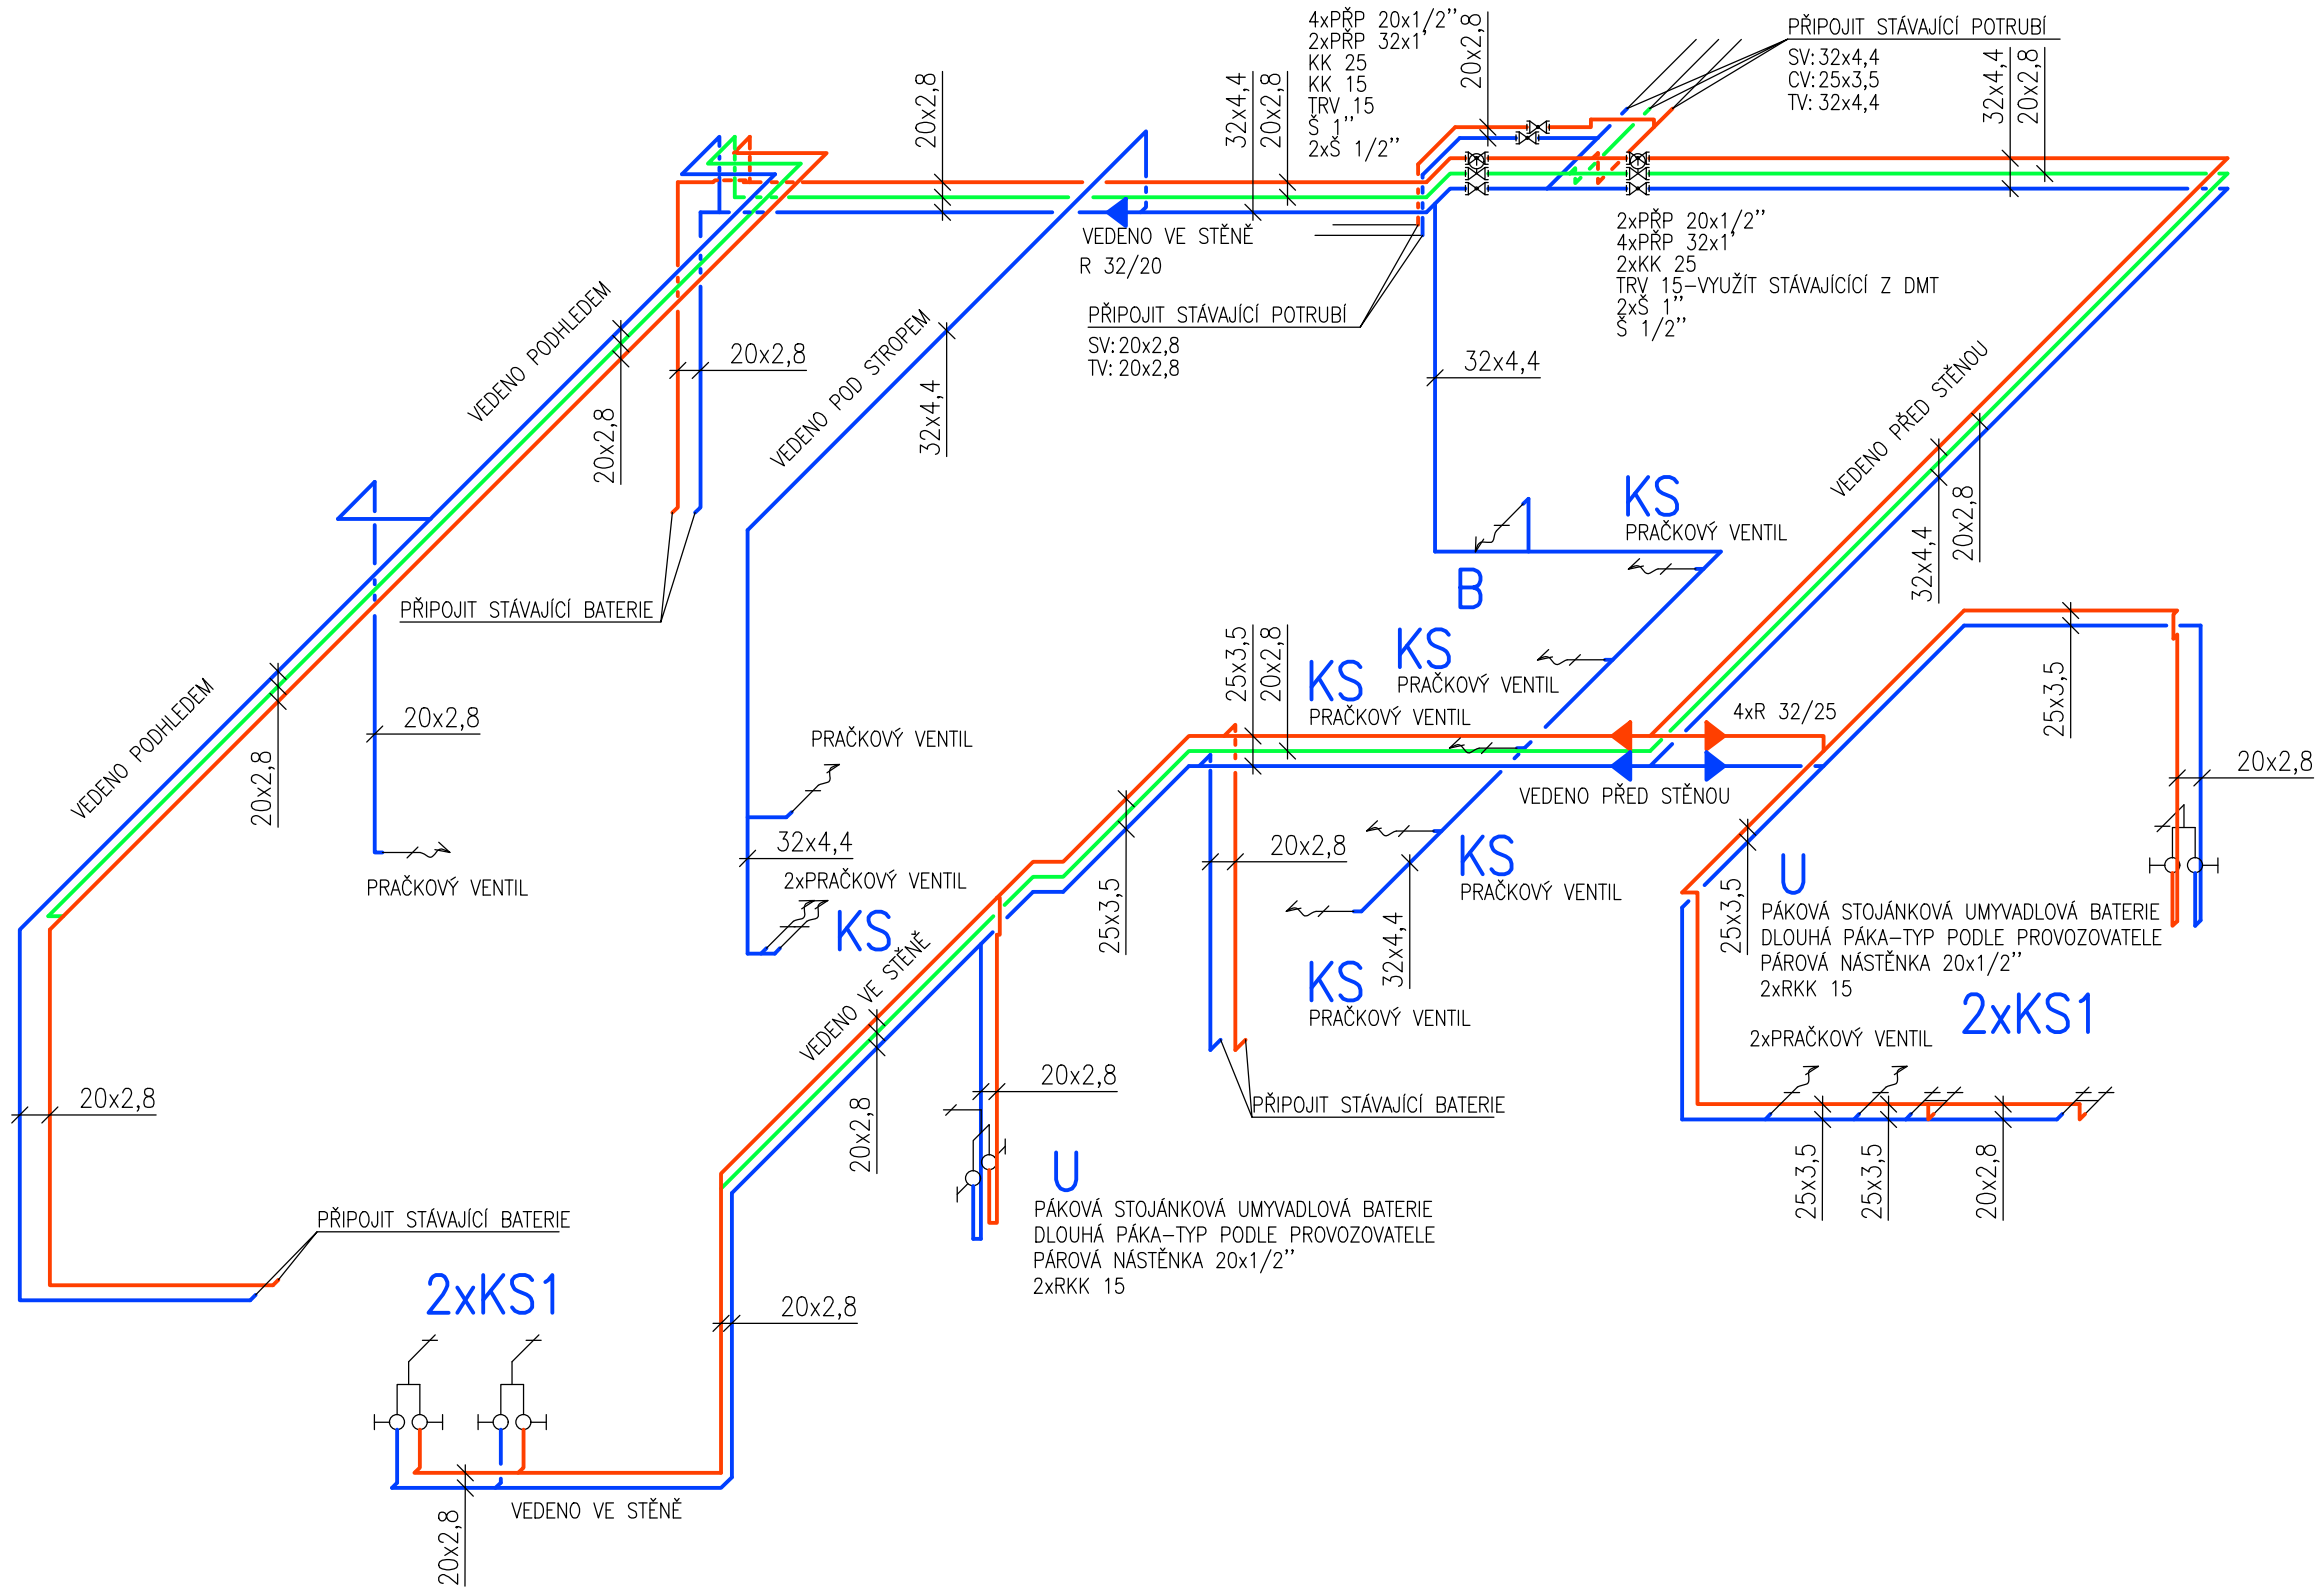 4xPŘP 20x1/2’’
2xPŘP 32x1’
KK 25
KK 15
TRV 15
Š 1’’
2xŠ 1/2’’
20x2,8
PŘIPOJIT STÁVAJÍCÍ POTRUBÍ
SV: 32x4,4
CV: 25x3,5
TV: 32x4,4
32x4,4
20x2,8
20x2,8
32x4,4
20x2,8
VEDENO VE STĚNĚ
R 32/20
PŘIPOJIT STÁVAJÍCÍ POTRUBÍ
SV: 20x2,8
TV: 20x2,8
2xPŘP 20x1/2’’
4xPŘP 32x1’
2xKK 25
TRV 15-VYUŽÍT STÁVAJÍCÍCÍ Z DMT
2xŠ 1’’
Š 1/2’’
VEDENO PODHLEDEM
20x2,8
20x2,8
VEDENO POD STROPEM
32x4,4
32x4,4
VEDENO PŘED STĚNOU
32x4,4
20x2,8
KS
PRAČKOVÝ VENTIL
B
PŘIPOJIT STÁVAJÍCÍ BATERIE
KS
PRAČKOVÝ VENTIL
KS
PRAČKOVÝ VENTIL
25x3,5
20x2,8
4xR 32/25
25x3,5
20x2,8
VEDENO PODHLEDEM
20x2,8
20x2,8
PRAČKOVÝ VENTIL
PRAČKOVÝ VENTIL
32x4,4
2xPRAČKOVÝ VENTIL
KS
VEDENO PŘED STĚNOU
20x2,8
KS
PRAČKOVÝ VENTIL
25x3,5
32x4,4
KS
PRAČKOVÝ VENTIL
25x3,5
U
PÁKOVÁ STOJÁNKOVÁ UMYVADLOVÁ BATERIE
DLOUHÁ PÁKA-TYP PODLE PROVOZOVATELE
PÁROVÁ NÁSTĚNKA 20x1/2’’
2xRKK 15
2xKS1
2xPRAČKOVÝ VENTIL
25x3,5
25x3,5
20x2,8
VEDENO VE STĚNĚ
20x2,8
20x2,8
PŘIPOJIT STÁVAJÍCÍ BATERIE
20x2,8
U
PÁKOVÁ STOJÁNKOVÁ UMYVADLOVÁ BATERIE
DLOUHÁ PÁKA-TYP PODLE PROVOZOVATELE
PÁROVÁ NÁSTĚNKA 20x1/2’’
2xRKK 15
PŘIPOJIT STÁVAJÍCÍ BATERIE
2xKS1
20x2,8
VEDENO VE STĚNĚ
20x2,8